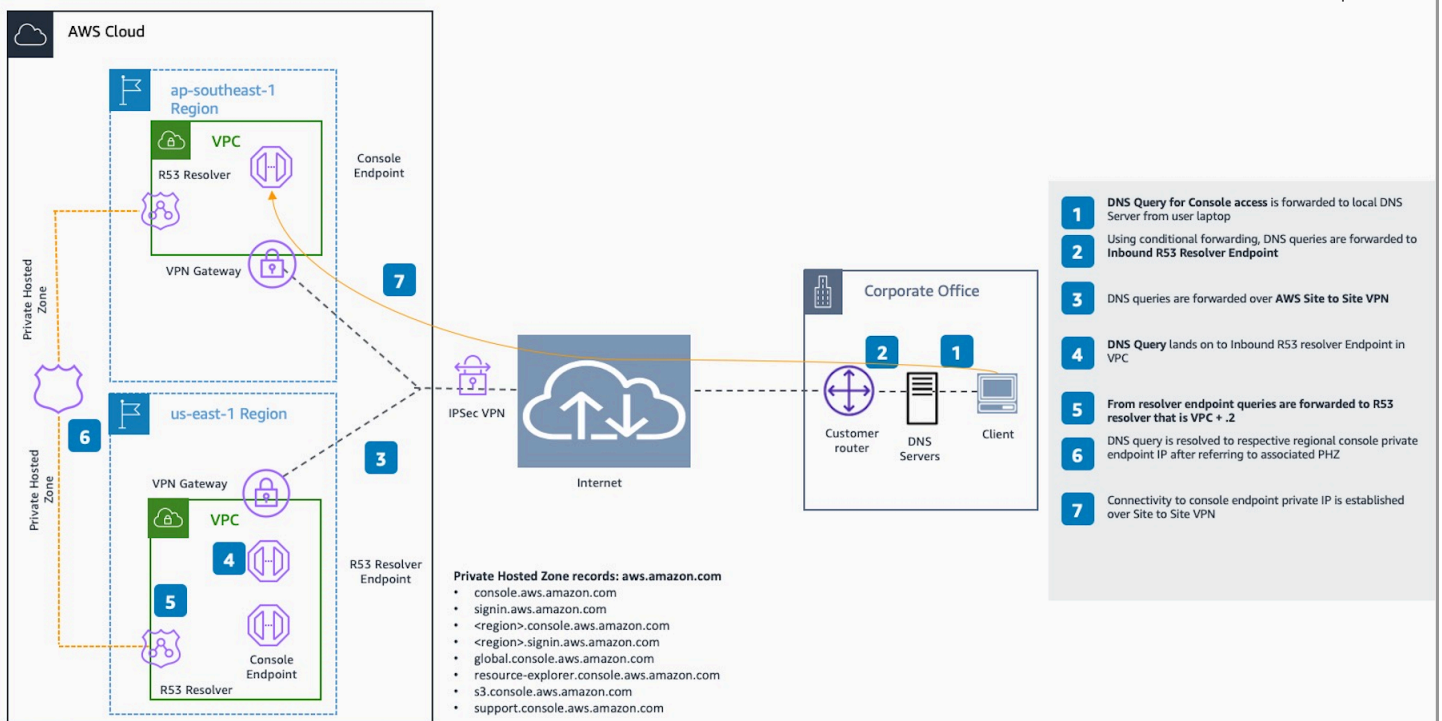 AWS Cloud
ap-southeast-1
Region
VPC
R53 Resolver
Console
Endpoint
VPN Gateway
7
Private Hosted
Zone
6
us-east-1 Region
Private Hosted
Zone
VPN Gateway
3
VPC
4
5
R53 Resolver
Endpoint
Console
Endpoint
R53 Resolver
IPSec VPN
Internet
Corporate Office
2
1
Customer
router
DNS
Servers
Client
1
DNS Query for Console access is forwarded to local DNS
Server from user laptop
2
Using conditional forwarding, DNS queries are forwarded to
Inbound R53 Resolver Endpoint
3
DNS queries are forwarded over AWS Site to Site VPN
4
DNS Query lands on to Inbound R53 resolver Endpoint in
VPC
5
From resolver endpoint queries are forwarded to R53
resolver that is VPC + .2
6
DNS query is resolved to respective regional console private
endpoint IP after referring to associated PHZ
7
Connectivity to console endpoint private IP is established
over Site to Site VPN
Private Hosted Zone records: aws.amazon.com
• console.aws.amazon.com
• signin.aws.amazon.com
• <region>.console.aws.amazon.com
• <region>.signin.aws.amazon.com
• global.console.aws.amazon.com
• resource-explorer.console.aws.amazon.com
• s3.console.aws.amazon.com
• support.console.aws.amazon.com